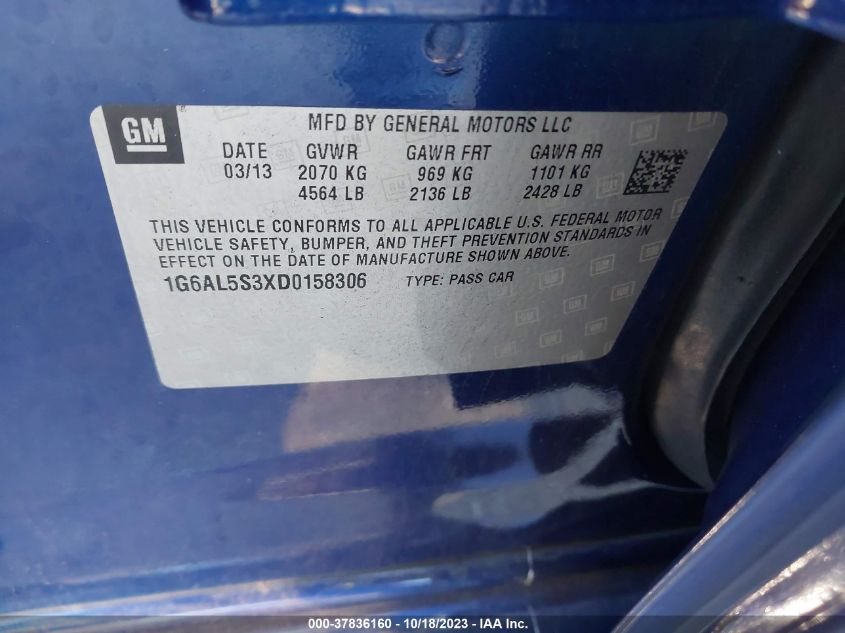 GM
MFD BY GENERAL MOTORS LLC
DATE GVWR GAWR FRT GAWR RR
03/13 2070 KG 969 KG 1101 KG
4564 LB 2136 LB 2428 LB
THIS VEHICLE CONFORMS TO ALL APPLICABLE U.S. FEDERAL MOTOR
VEHICLE SAFETY, BUMPER, AND THEFT PREVENTION STANDARDS IN
EFFECT ON THE DATE OF MANUFACTURE SHOWN ABOVE.
1G6AL5S3XD0158306 TYPE: PASS CAR
000-37836160 - 10/18/2023 - IAA Inc.